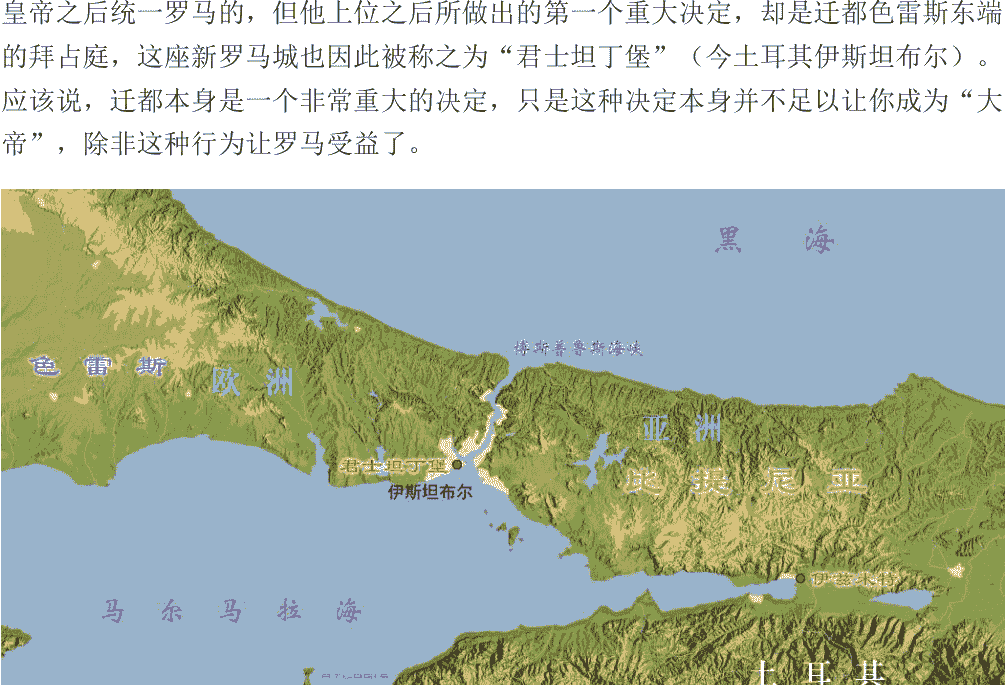 皇帝之后统一罗马的，但他上位之后所做出的第一个重大决定，却是迁都色雷斯东端
的拜占庭，这座新罗马城也因此被称之为“君士坦丁堡”（今土耳其伊斯坦布尔）。
应该说，迁都本身是一个非常重大的决定，只是这种决定本身并不足以让你成为“大
帝”，除非这种行为让罗马受益了。
黑海
博斯普鲁斯海峡
色雷斯
欧洲
亚洲
君士坦丁堡
比提尼亚
伊斯坦布尔
伊兹米特
马尔马拉海
土耳其